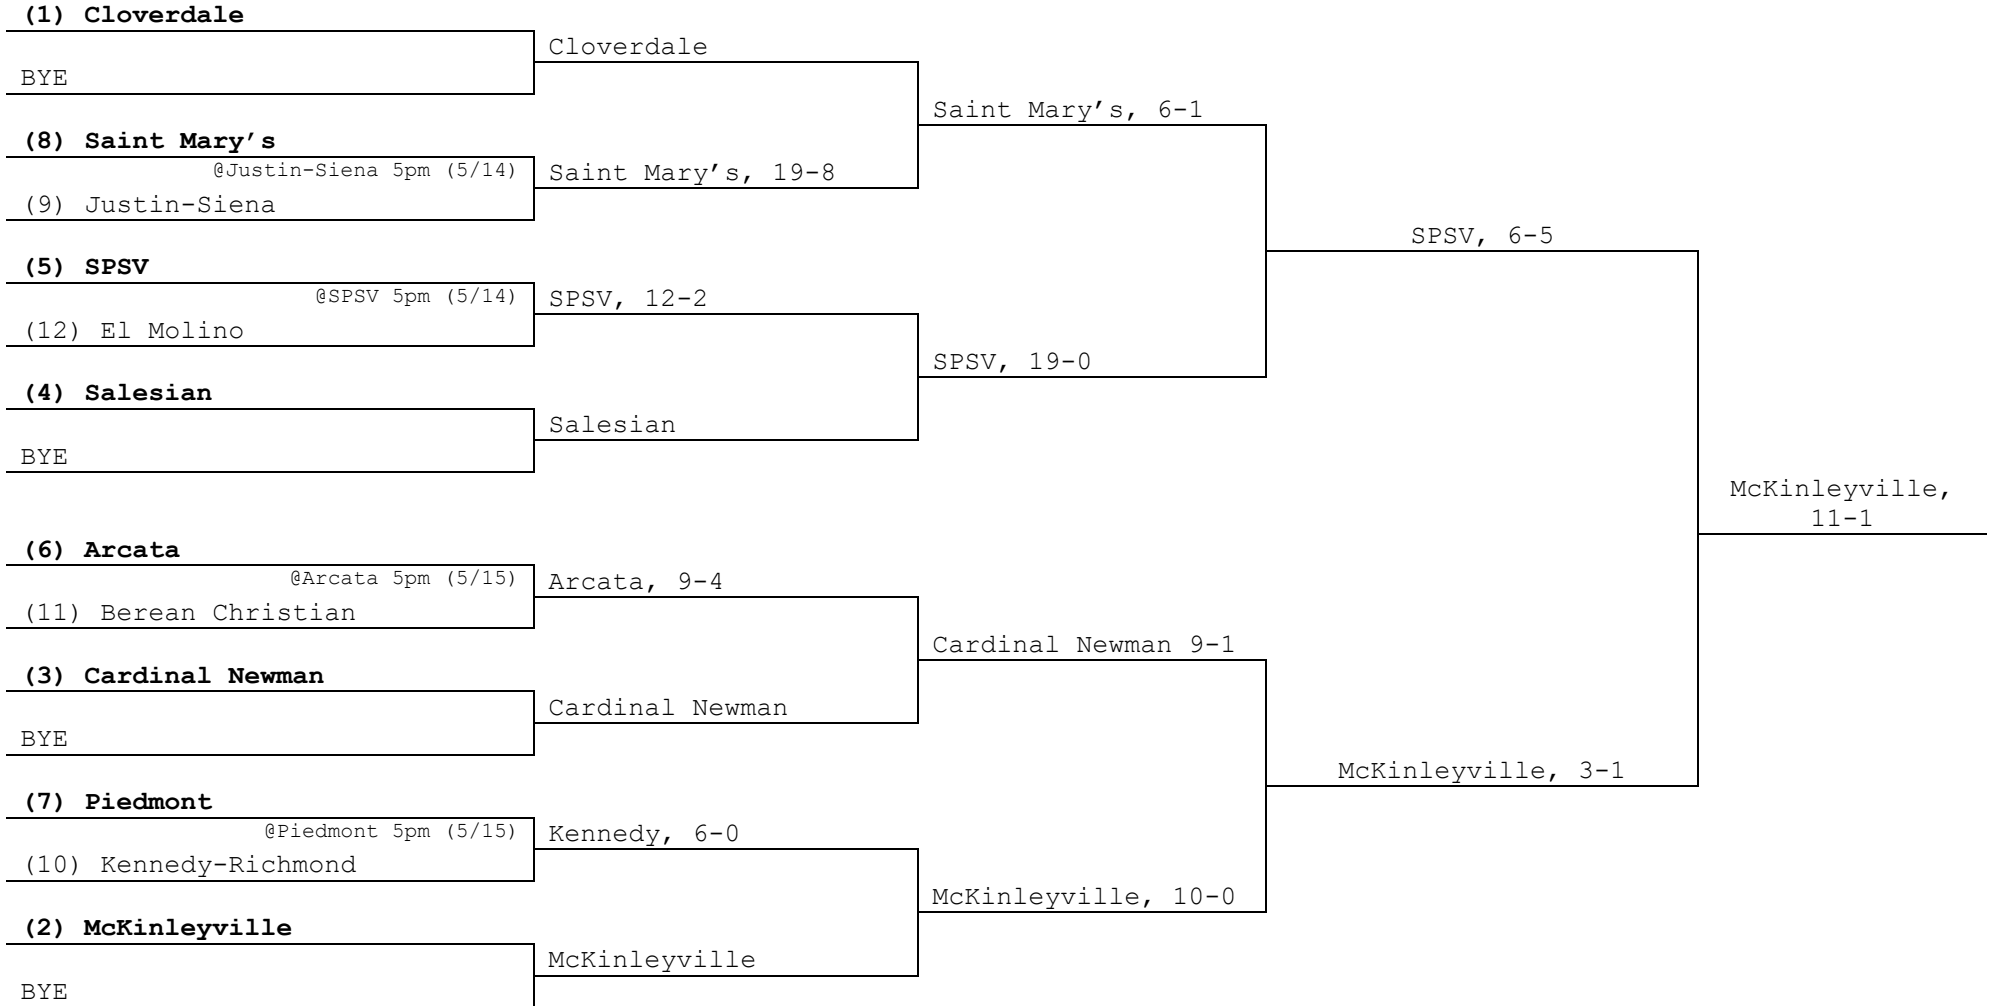 (1) Cloverdale
BYE
Cloverdale
(8) Saint Mary’s
@Justin-Siena 5pm (5/14)
(9) Justin-Siena
Saint Mary’s, 19-8
Saint Mary’s, 6-1
(5) SPSV
@SPSV 5pm (5/14)
(12) El Molino
SPSV, 12-2
(4) Salesian
BYE
Salesian
SPSV, 19-0
SPSV, 6-5
(6) Arcata
@Arcata 5pm (5/15)
(11) Berean Christian
Arcata, 9-4
(3) Cardinal Newman
BYE
Cardinal Newman
Cardinal Newman 9-1
(7) Piedmont
@Piedmont 5pm (5/15)
(10) Kennedy-Richmond
Kennedy, 6-0
(2) McKinleyville
BYE
McKinleyville
McKinleyville, 10-0
McKinleyville, 3-1
McKinleyville,
11-1